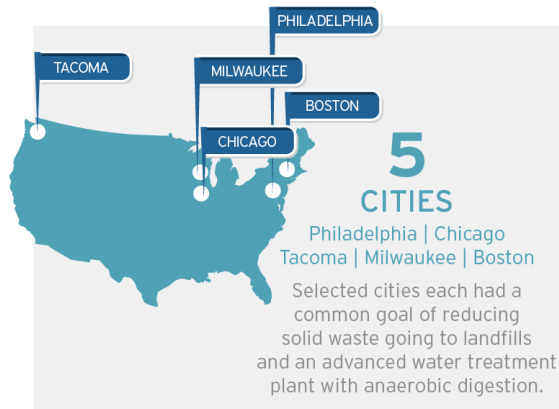 PHILADELPHIA
TACOMA
MILWAUKEE
BOSTON
CHICAGO
5
CITIES
Philadelphia | Chicago
Tacoma | Milwaukee | Boston
Selected cities each had a
common goal of reducing
solid waste going to landfills
and an advanced water treatment
plant with anaerobic digestion.